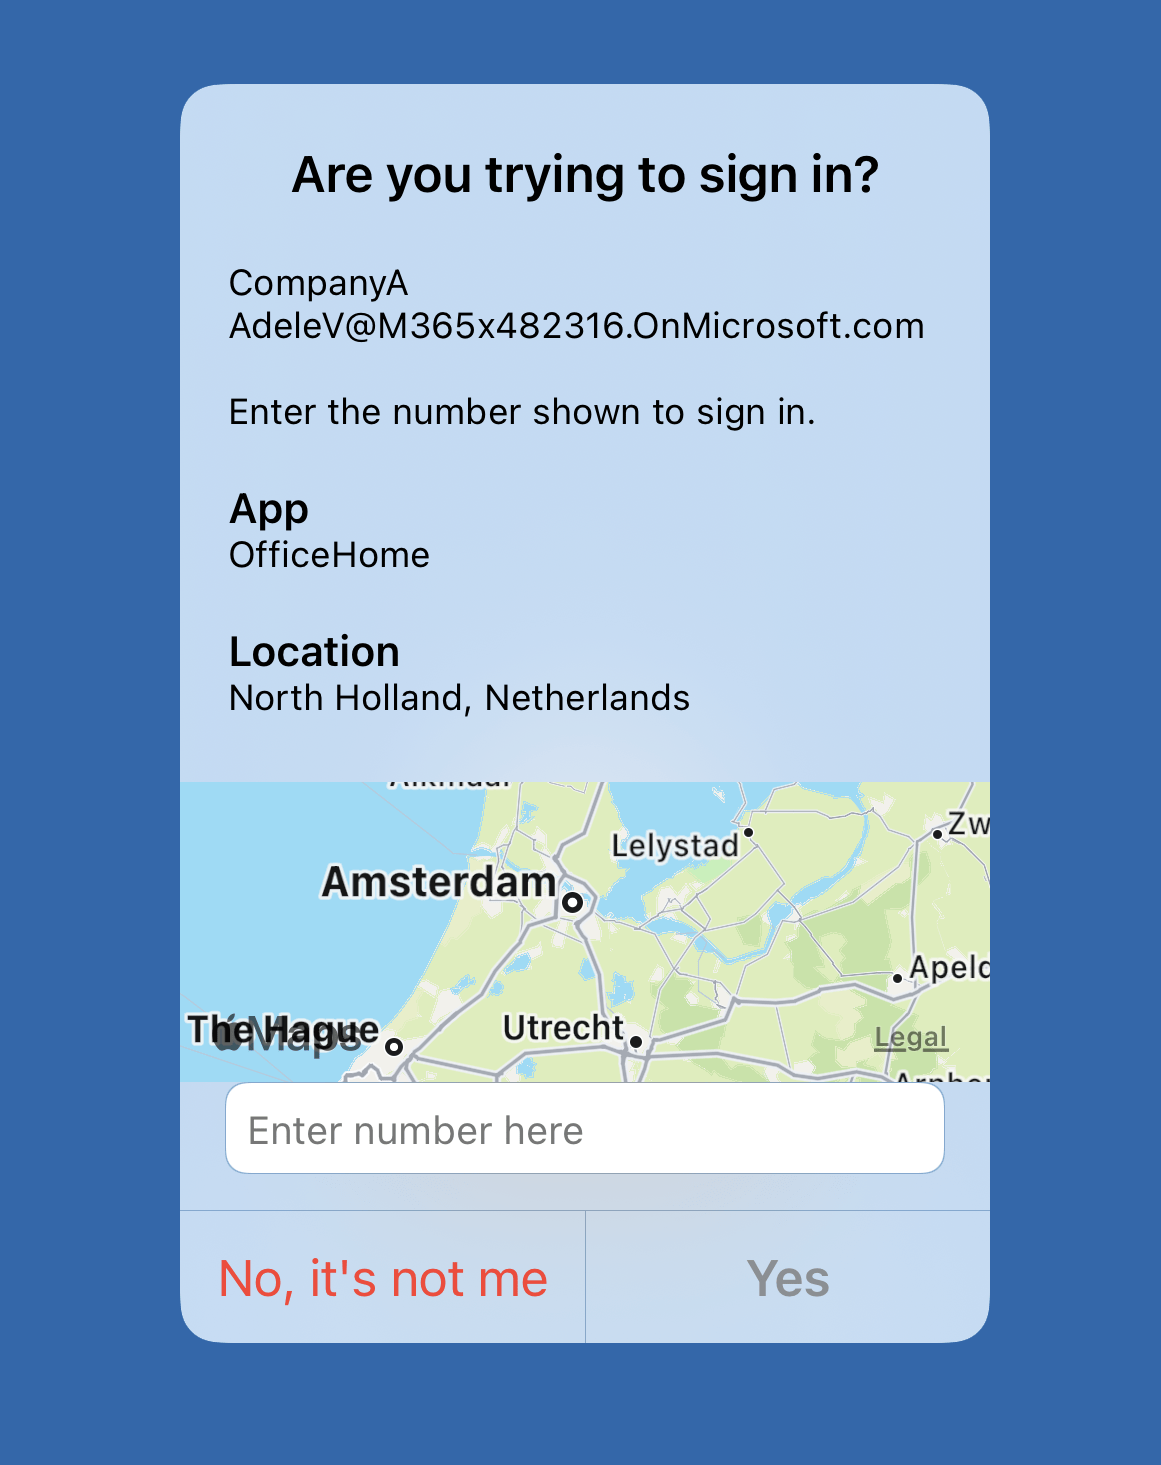 Are you trying to sign in?
CompanyA
AdeleV@M365x482316.OnMicrosoft.com
Enter the number shown to sign in.
App
OfficeHome
Location
North Holland, Netherlands
Alkmaar
Zw
Lelystad
Amsterdam
Apeld
The Hague
Maps
Utrecht
Legal
Enter number here
No, it's not me
Yes